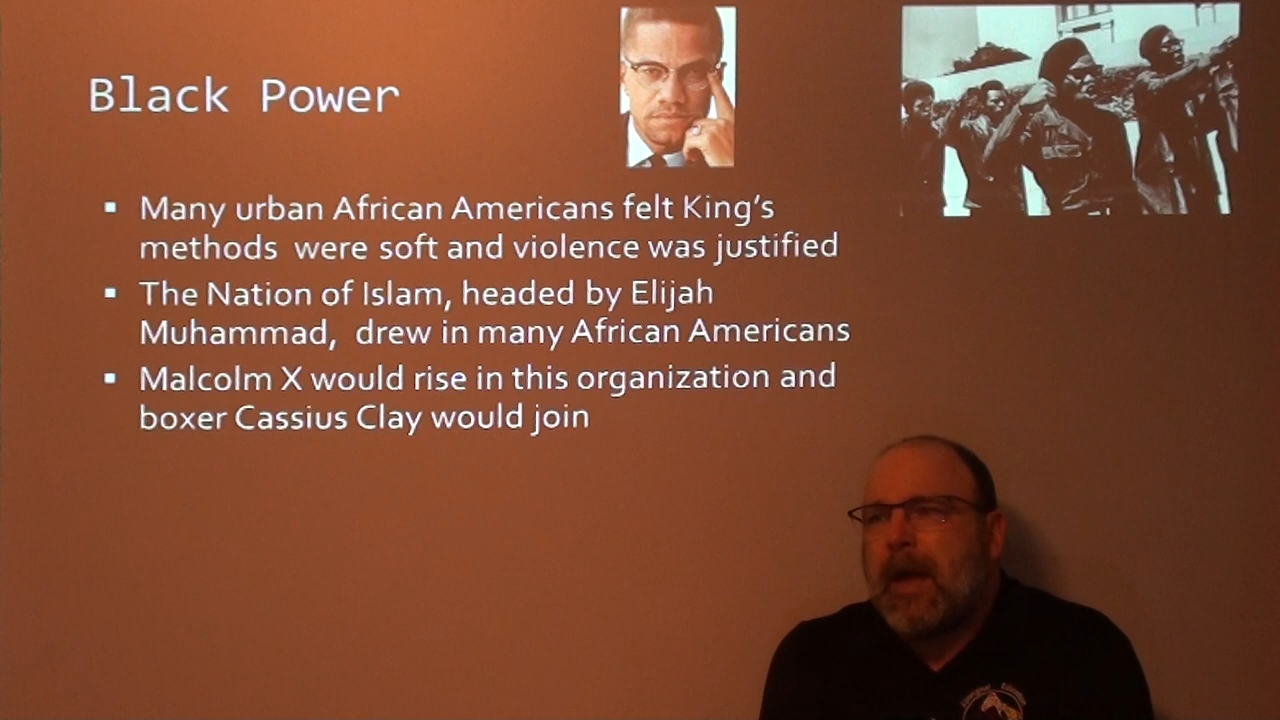 Black Power
Many urban African Americans felt King's
methods were soft and violence was justified
The Nation of Islam, headed by Elijah
Muhammad, drew in many African Americans
Malcolm X would rise in this organization and
boxer Cassius Clay would join